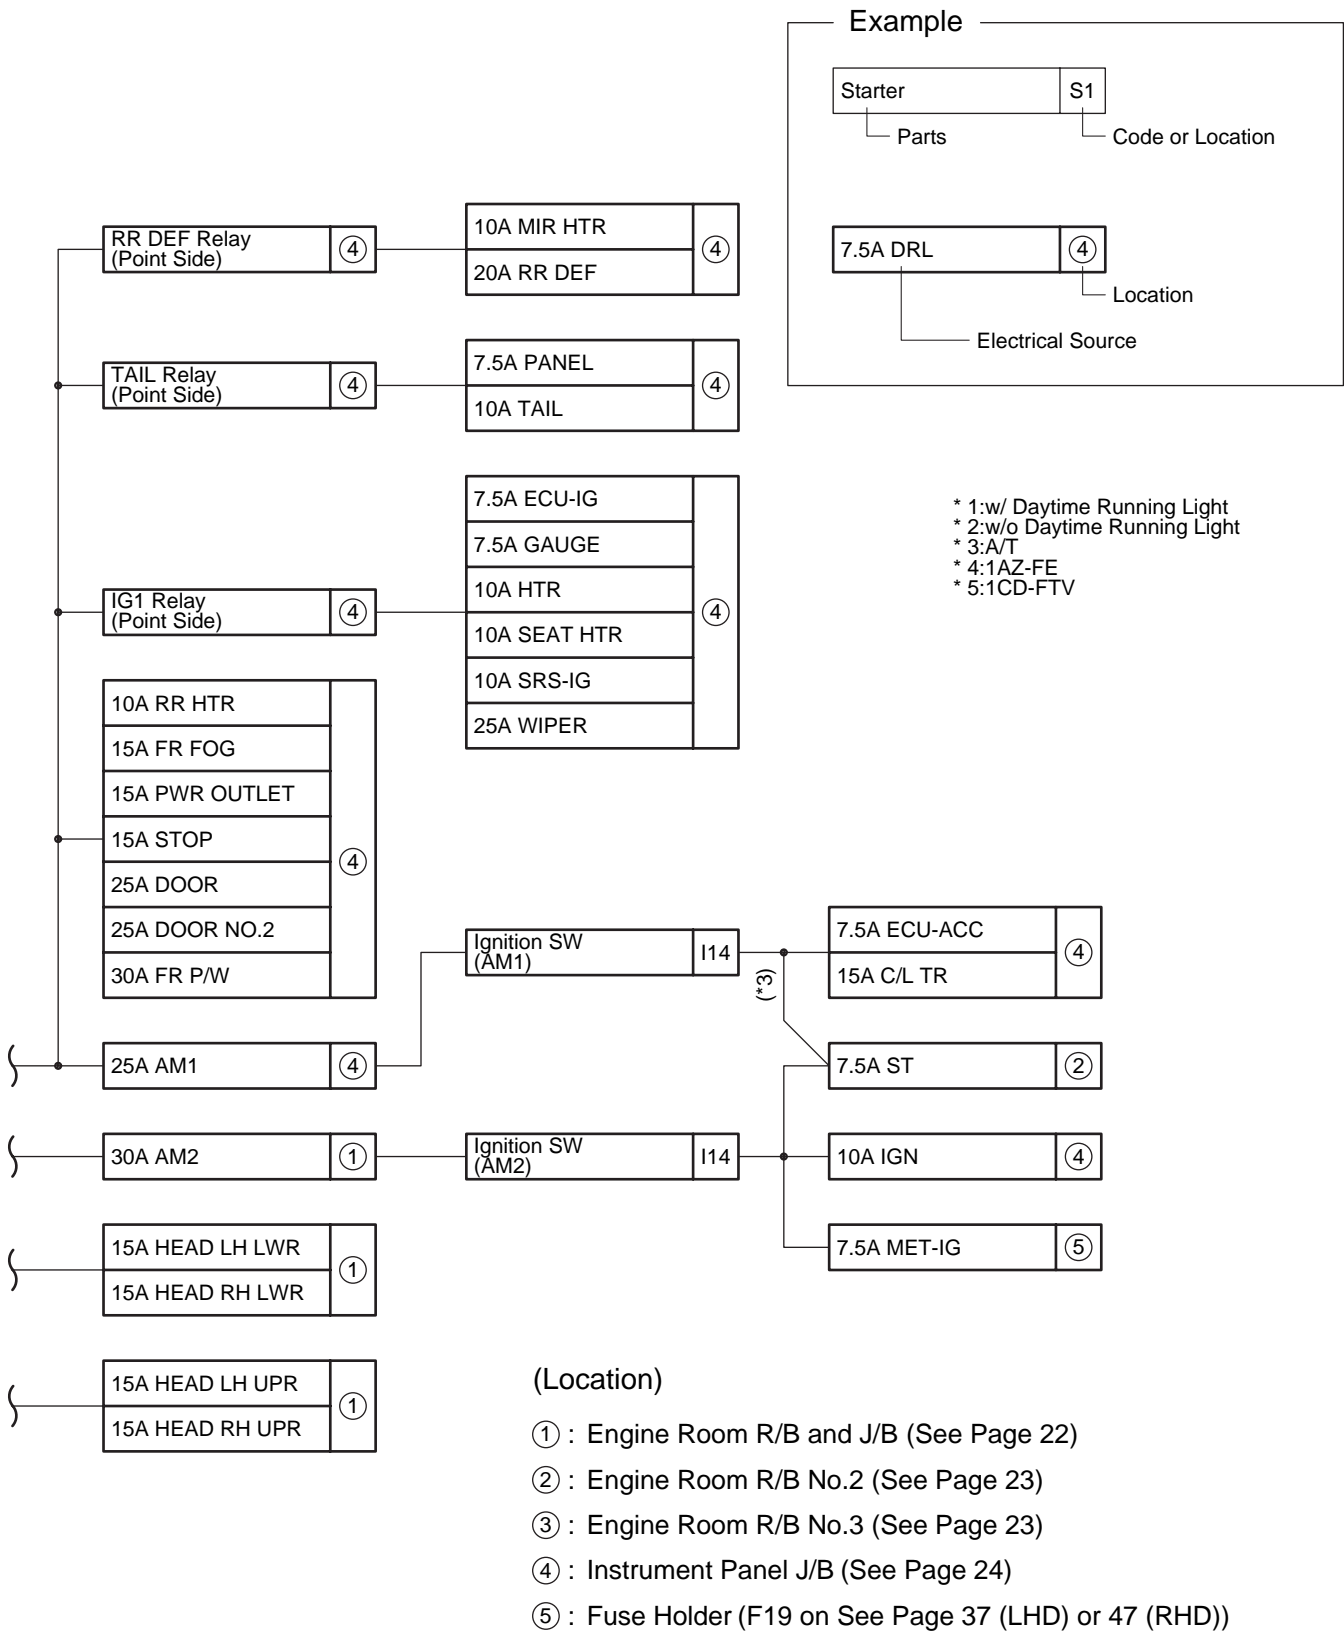 Example
Starter
S1
Parts
Code or Location
7.5A DRL
④
Location
Electrical Source
RR DEF Relay
(Point Side)
④
10A MIR HTR
20A RR DEF
④
TAIL Relay
(Point Side)
④
7.5A PANEL
10A TAIL
④
* 1:w/ Daytime Running Light
* 2:w/o Daytime Running Light
* 3:A/T
* 4:1AZ-FE
* 5:1CD-FTV
IG1 Relay
(Point Side)
④
7.5A ECU-IG
7.5A GAUGE
10A HTR
10A SEAT HTR
10A SRS-IG
25A WIPER
④
10A RR HTR
15A FR FOG
15A PWR OUTLET
15A STOP
25A DOOR
25A DOOR NO.2
30A FR P/W
④
Ignition SW
(AM1)
I14
(*3)
7.5A ECU-ACC
15A C/L TR
④
25A AM1
④
7.5A ST
②
30A AM2
①
Ignition SW
(AM2)
I14
10A IGN
④
7.5A MET-IG
⑤
15A HEAD LH LWR
15A HEAD RH LWR
①
15A HEAD LH UPR
15A HEAD RH UPR
①
(Location)
① : Engine Room R/B and J/B (See Page 22)
② : Engine Room R/B No.2 (See Page 23)
③ : Engine Room R/B No.3 (See Page 23)
④ : Instrument Panel J/B (See Page 24)
⑤ : Fuse Holder (F19 on See Page 37 (LHD) or 47 (RHD))